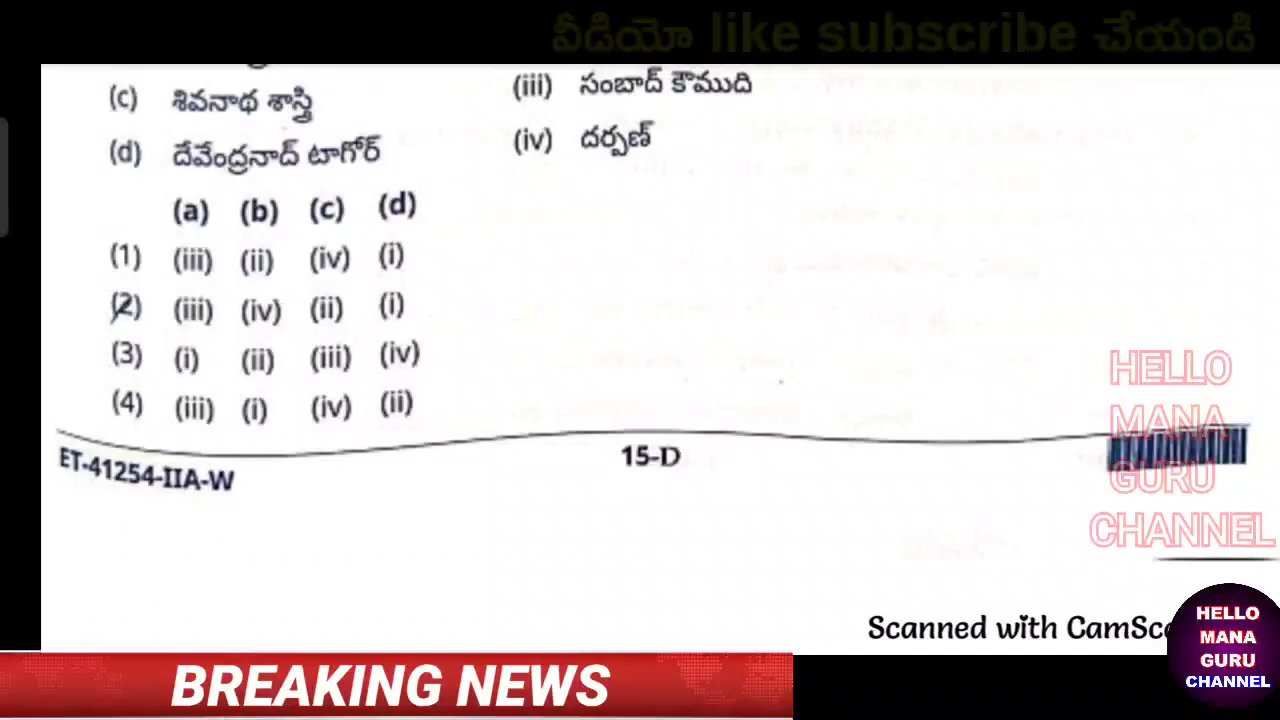 వీడియో like subscribe చేయండి
(c) శివనాథ శాస్త్రి (iii) సంబాద్ కౌముది
(d) దేవేంద్రనాద్ టాగోర్ (iv) దర్పణ్
(a) (b) (c) (d)
(1) (iii) (ii) (iv) (i)
(2) (iii) (iv) (ii) (i)
(3) (i) (ii) (iii) (iv)
(4) (iii) (i) (iv) (ii)
ET-41254-IIA-W 15-D
HELLO
MANA
GURU
CHANNEL
Scanned with CamSc
HELLO
MANA
GURU
CHANNEL
BREAKING NEWS